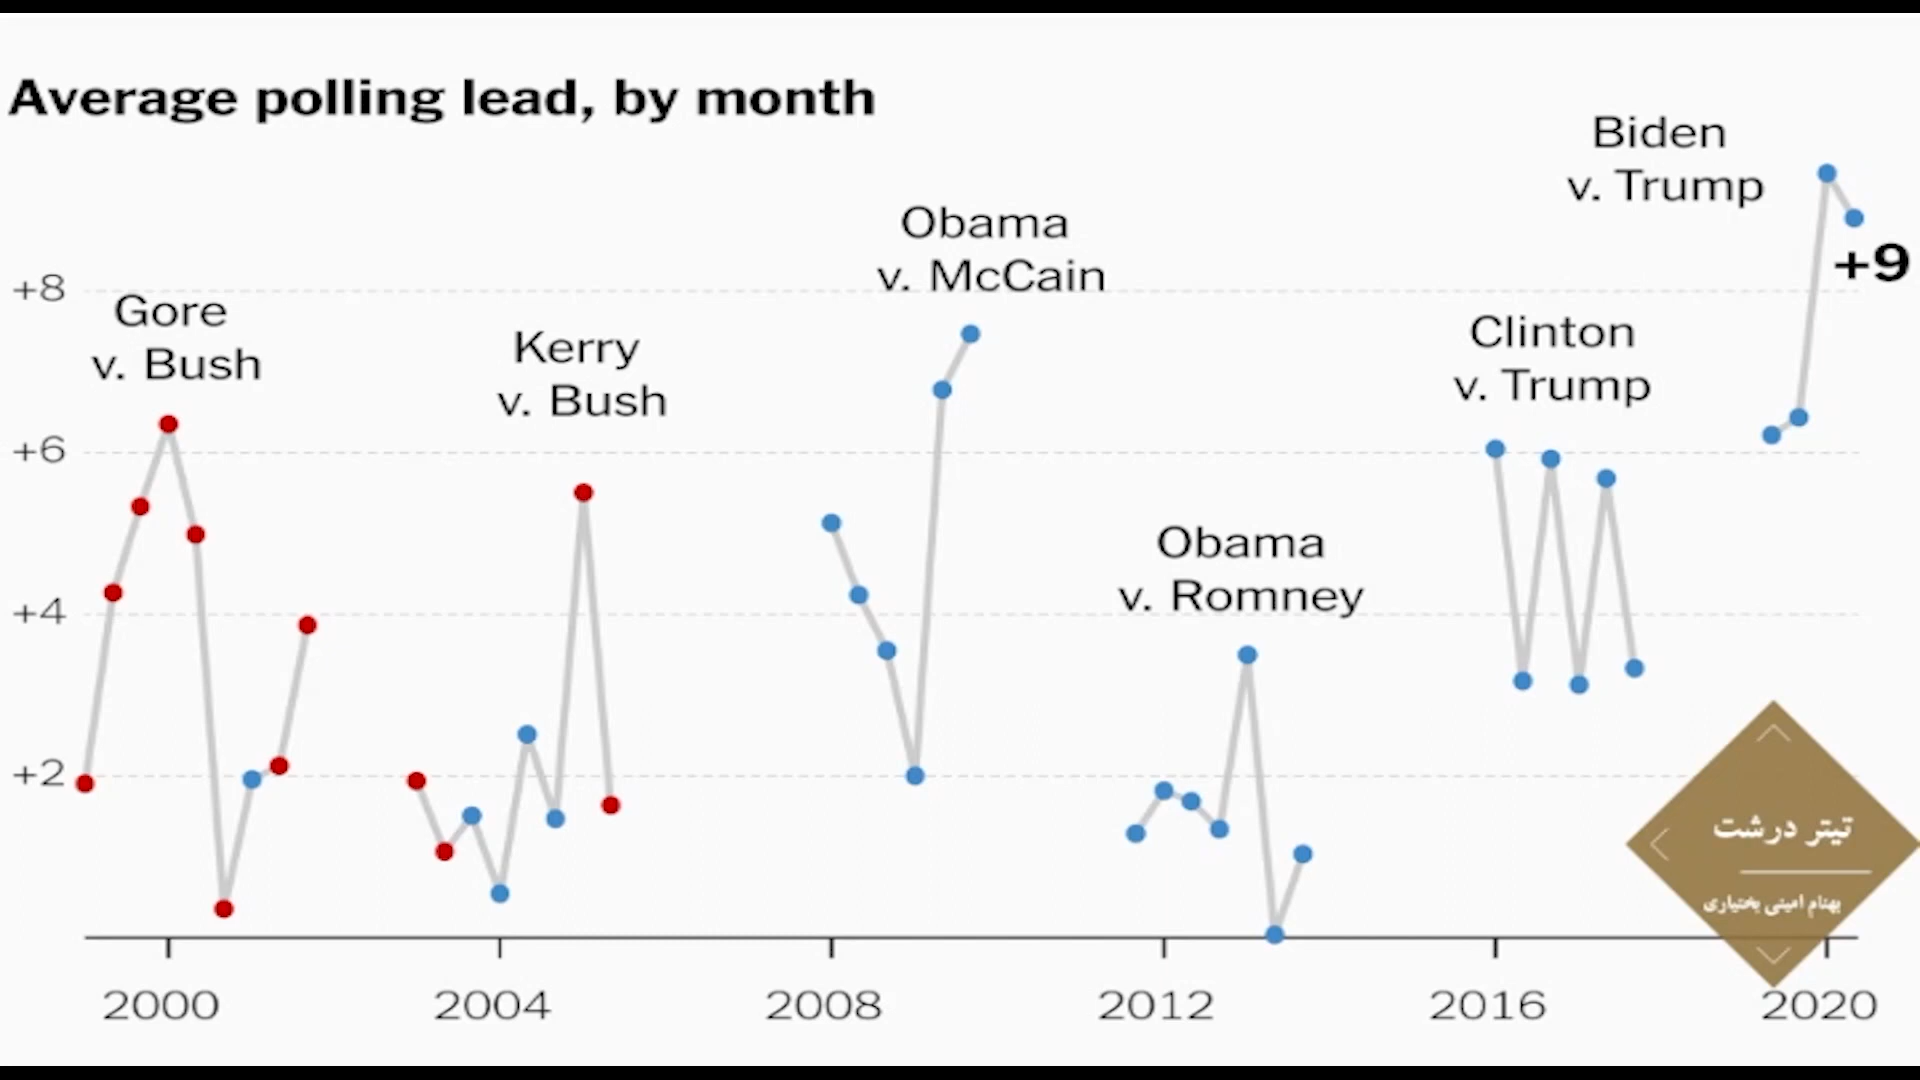 Average polling lead, by month
Biden
v. Trump
Obama
v. McCain
+9
+8
Gore
v. Bush
Kerry
v. Bush
Clinton
v. Trump
+6
Obama
v. Romney
+4
+2
تیتر درشت
بهنام امینی بختیاری
2000
2004
2008
2012
2016
2020